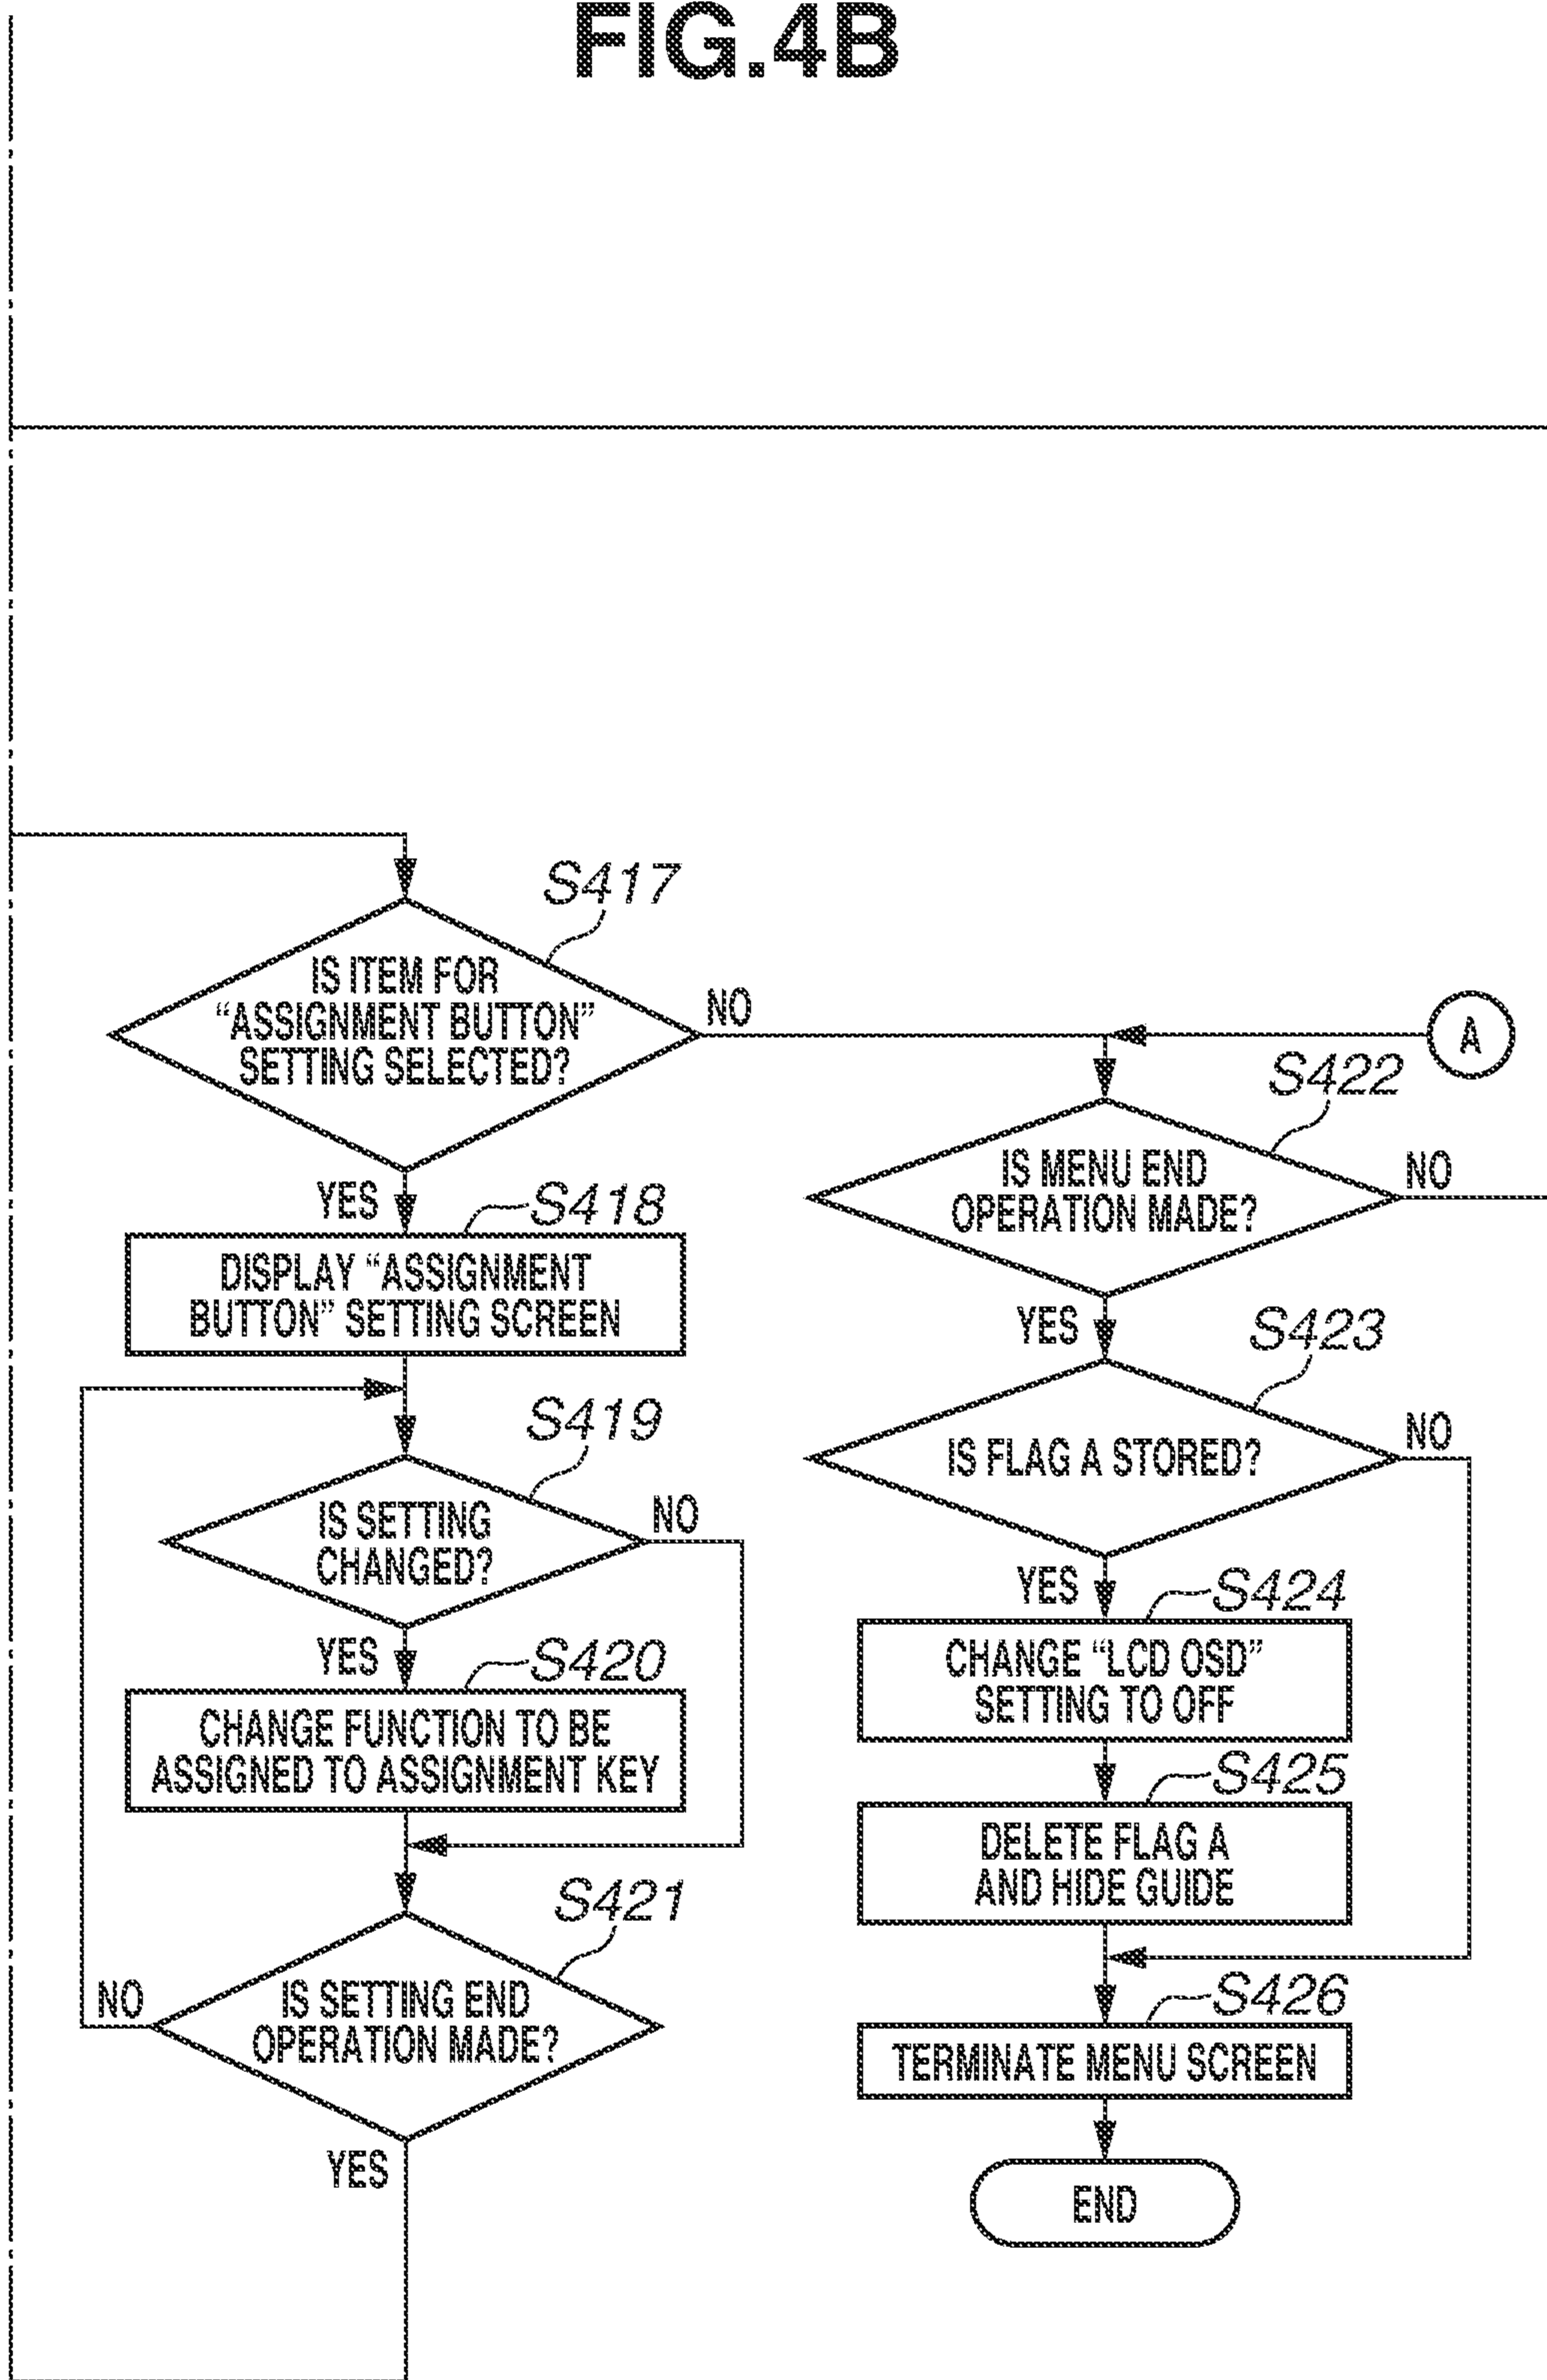 FIG.4B
S417
IS ITEM FOR
“ASSIGNMENT BUTTON”
SETTING SELECTED?
NO
YES
S418
DISPLAY “ASSIGNMENT
BUTTON” SETTING SCREEN
S419
IS SETTING
CHANGED?
NO
YES
S420
CHANGE FUNCTION TO BE
ASSIGNED TO ASSIGNMENT KEY
S421
IS SETTING END
OPERATION MADE?
NO
YES
A
S422
IS MENU END
OPERATION MADE?
NO
YES
S423
IS FLAG A STORED?
NO
YES
S424
CHANGE “LCD OSD”
SETTING TO OFF
S425
DELETE FLAG A
AND HIDE GUIDE
S426
TERMINATE MENU SCREEN
END